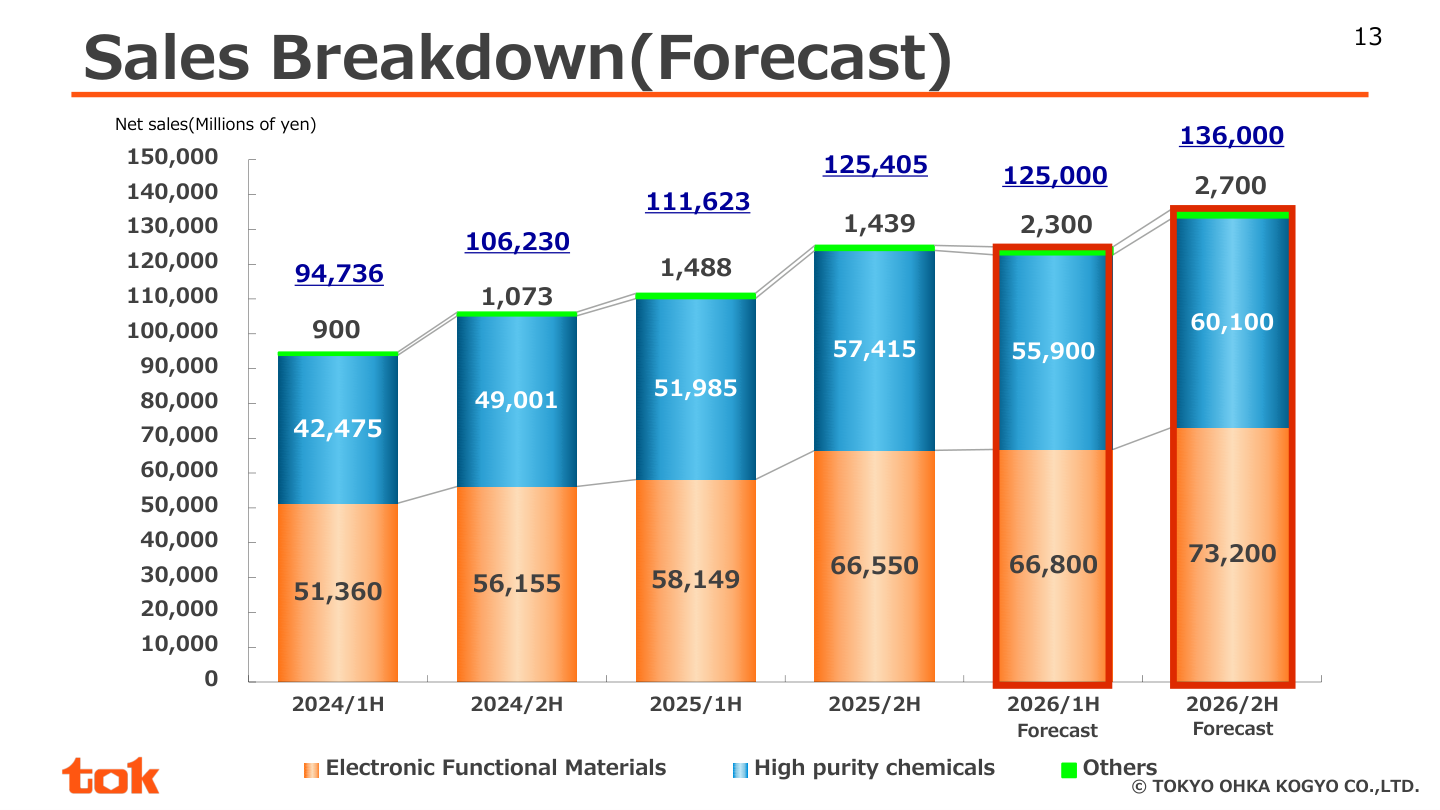 13
Sales Breakdown(Forecast)
Net sales(Millions of yen)
150,000
140,000
130,000
120,000
110,000
100,000
90,000
80,000
70,000
60,000
50,000
40,000
30,000
20,000
10,000
0
94,736
900
42,475
51,360
106,230
1,073
49,001
56,155
111,623
1,488
51,985
58,149
125,405
1,439
57,415
66,550
125,000
2,300
55,900
66,800
136,000
2,700
60,100
73,200
2024/1H
2024/2H
2025/1H
2025/2H
2026/1H
Forecast
2026/2H
Forecast
Electronic Functional Materials
High purity chemicals
Others
tok
© TOKYO OHKA KOGYO CO.,LTD.